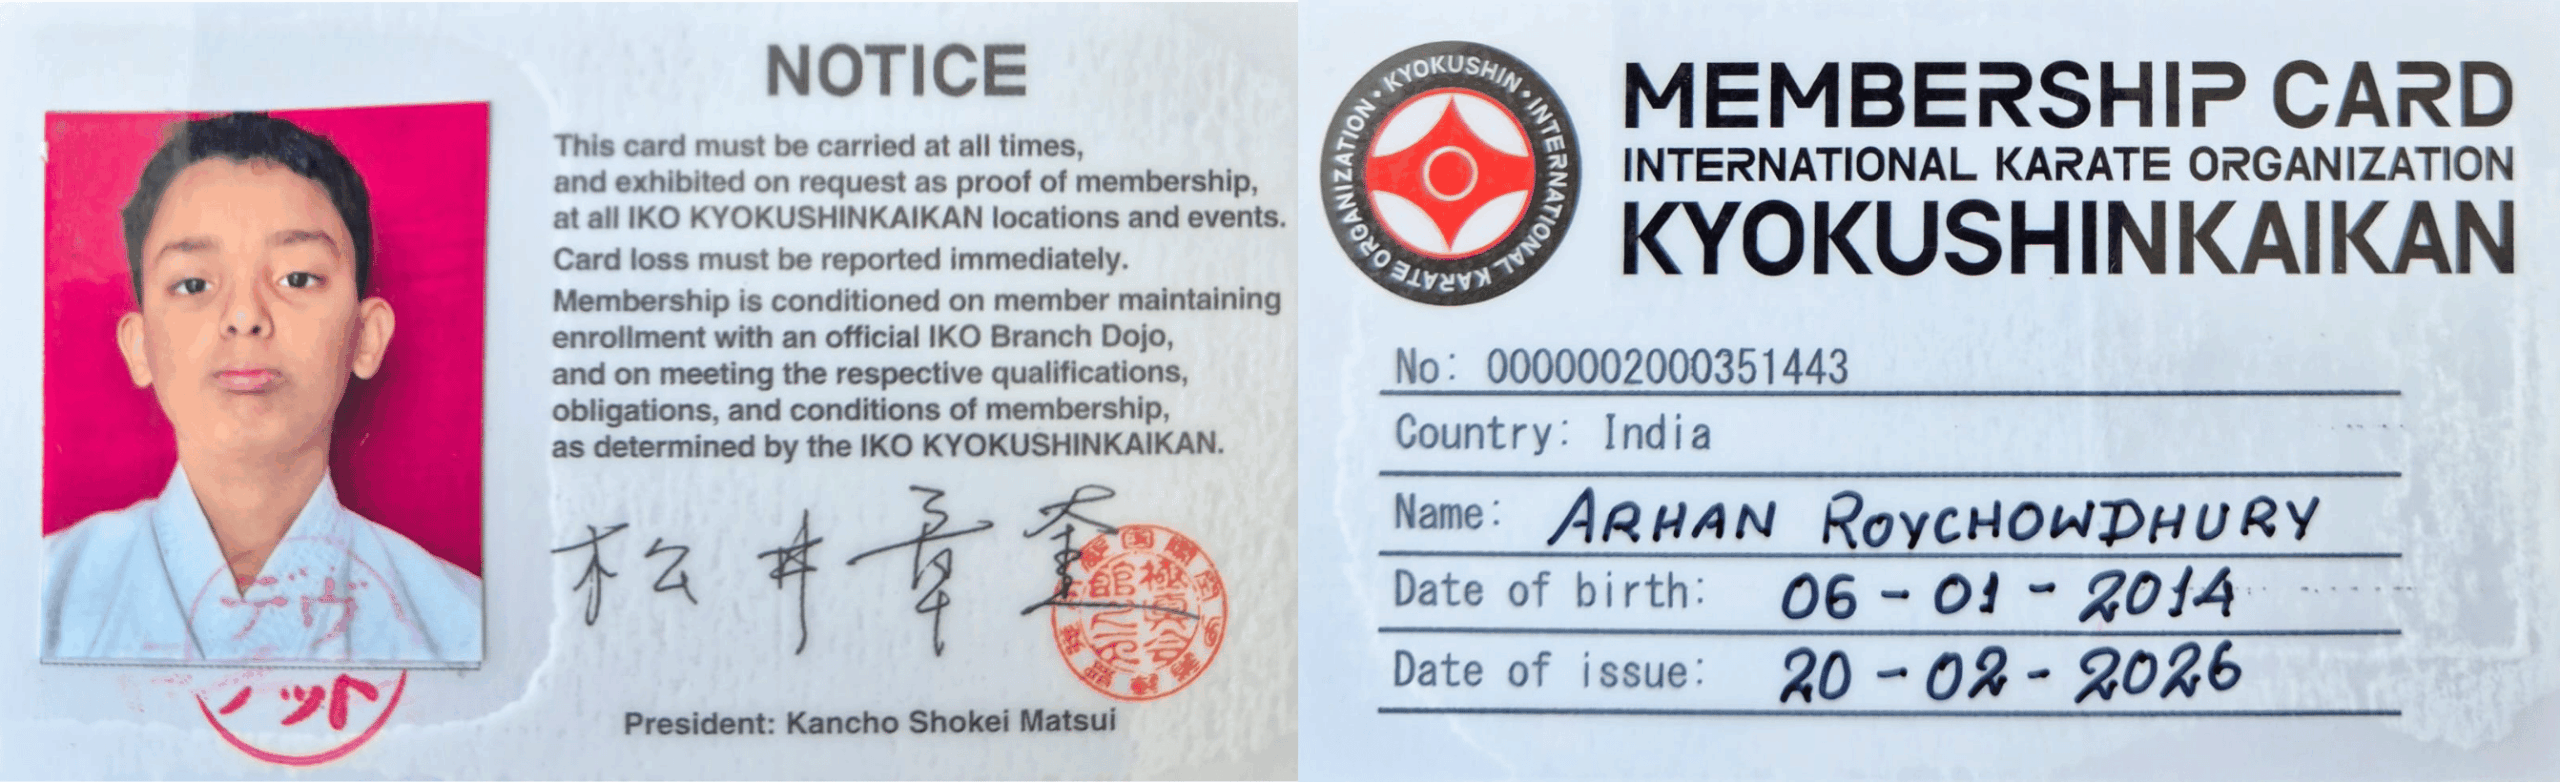 NOTICE
This card must be carried at all times,
and exhibited on request as proof of membership,
at all IKO KYOKUSHINKAIKAN locations and events.
Card loss must be reported immediately.
Membership is conditioned on member maintaining
enrollment with an official IKO Branch Dojo,
and on meeting the respective qualifications,
obligations, and conditions of membership,
as determined by the IKO KYOKUSHINKAIKAN.
松井章奎
President: Kancho Shokei Matsui
KYOKUSHIN • INTERNATIONAL KARATE ORGANIZATION •
MEMBERSHIP CARD
INTERNATIONAL KARATE ORGANIZATION
KYOKUSHINKAIKAN
No: 0000002000351443
Country: India
Name: ARHAN ROYCHOWDHURY
Date of birth: 06-01-2014
Date of issue: 20-02-2026